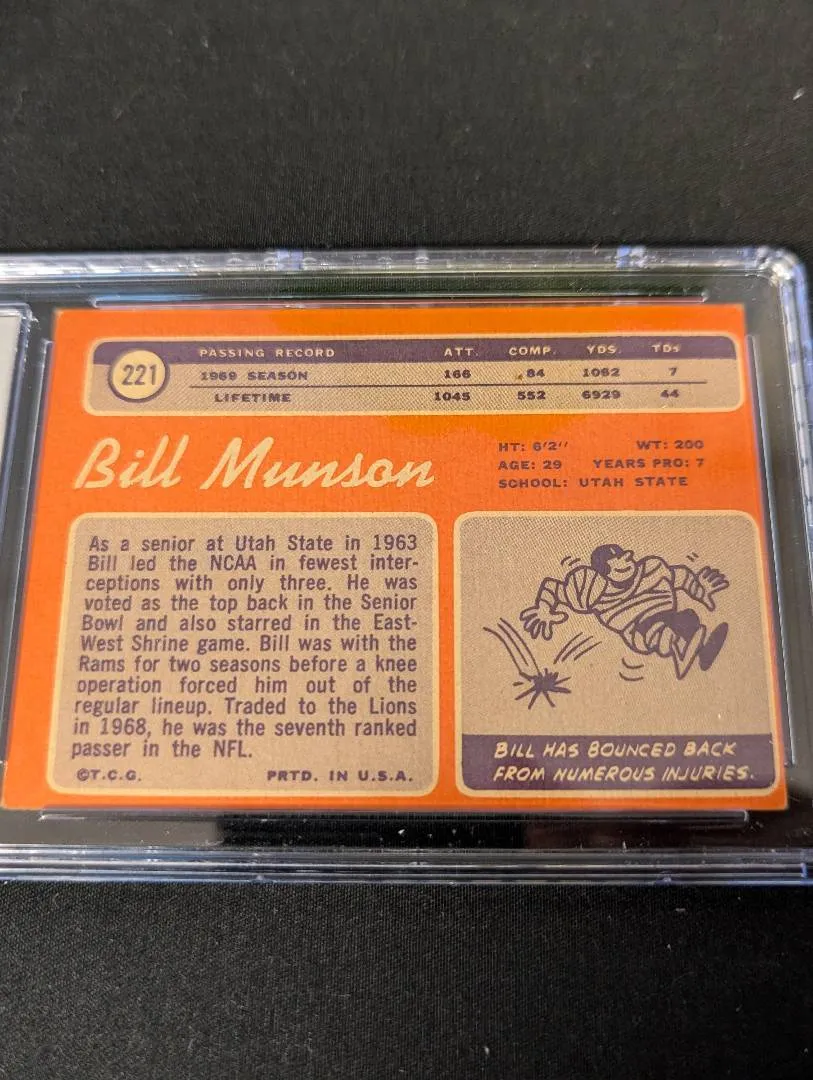 221
PASSING RECORD ATT. COMP. YDS. TDs
1969 SEASON 166 84 1062 7
LIFETIME 1045 552 6929 44
Bill Munson
HT: 6'2" WT: 200
AGE: 29 YEARS PRO: 7
SCHOOL: UTAH STATE
As a senior at Utah State in 1963
Bill led the NCAA in fewest inter-
ceptions with only three. He was
voted as the top back in the Senior
Bowl and also starred in the East-
West Shrine game. Bill was with the
Rams for two seasons before a knee
operation forced him out of the
regular lineup. Traded to the Lions
in 1968, he was the seventh ranked
passer in the NFL.
©T.C.G. PRTD. IN U.S.A.
BILL HAS BOUNCED BACK
FROM NUMEROUS INJURIES.